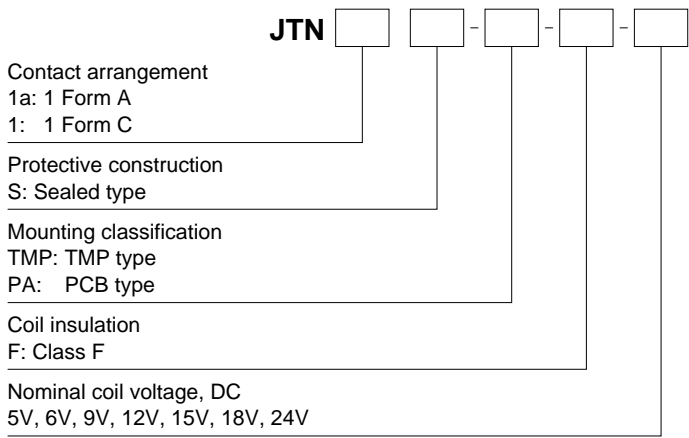 JTN - - -
Contact arrangement
1a: 1 Form A
1: 1 Form C
Protective construction
S: Sealed type
Mounting classification
TMP: TMP type
PA: PCB type
Coil insulation
F: Class F
Nominal coil voltage, DC
5V, 6V, 9V, 12V, 15V, 18V, 24V